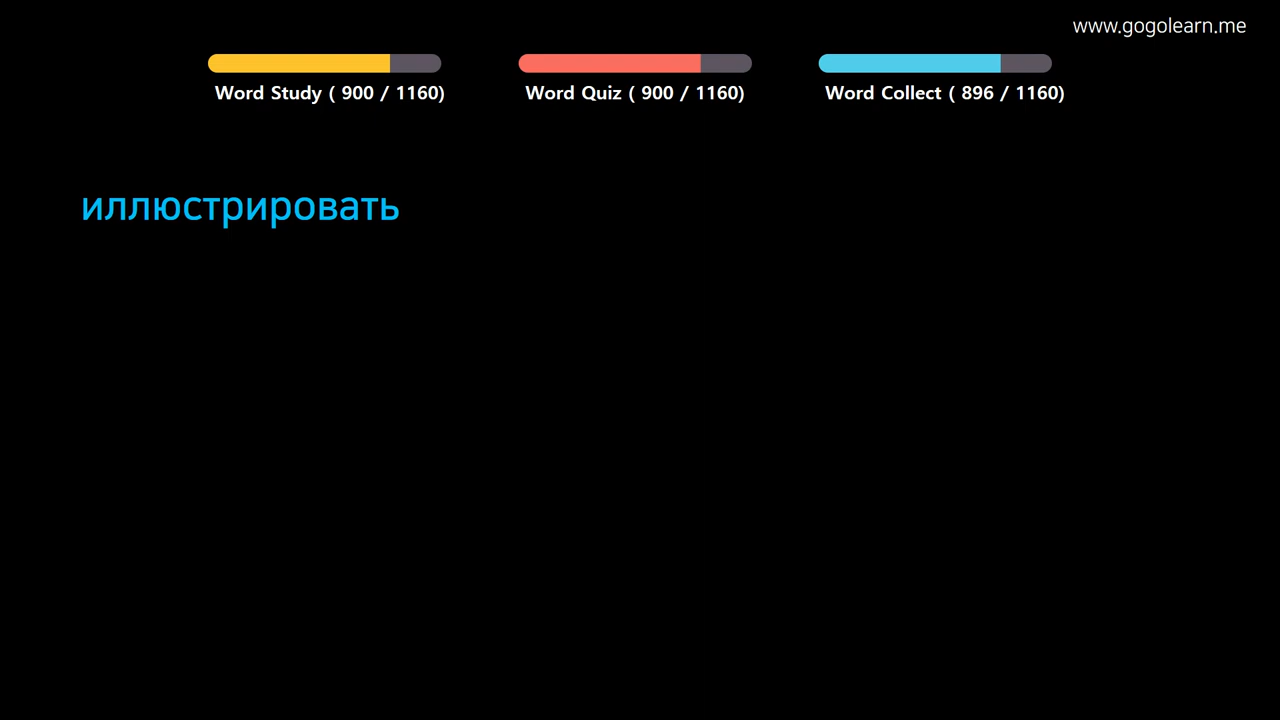 www.gogolearn.me
Word Study ( 900 / 1160)
Word Quiz ( 900 / 1160)
Word Collect ( 896 / 1160)
иллюстрировать